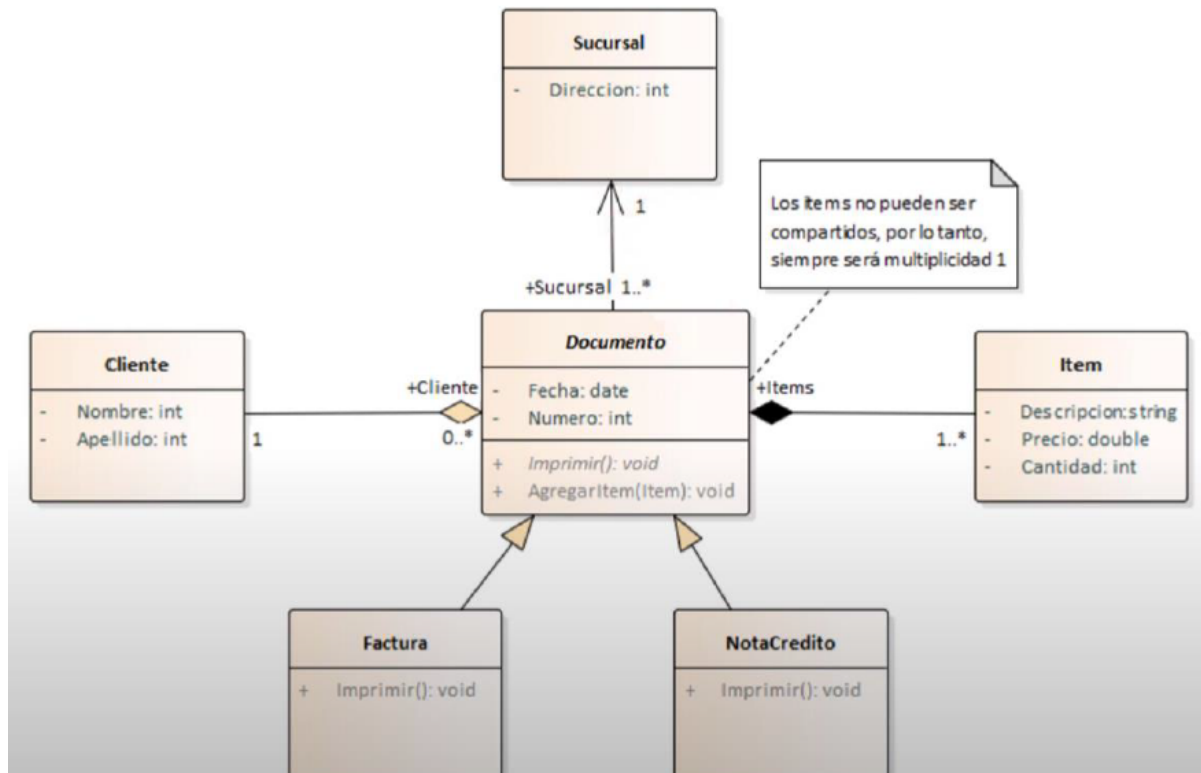 Sucursal
- Direccion: int
1
Los items no pueden ser
compartidos, por lo tanto,
siempre será multiplicidad 1
+Sucursal 1..*
Cliente
- Nombre: int
- Apellido: int
1
+Cliente
0..*
Documento
- Fecha: date
- Numero: int
+ Imprimir(): void
+ AgregarItem(Item): void
+Items
1..*
Item
- Descripcion: string
- Precio: double
- Cantidad: int
Factura
+ Imprimir(): void
NotaCredito
+ Imprimir(): void